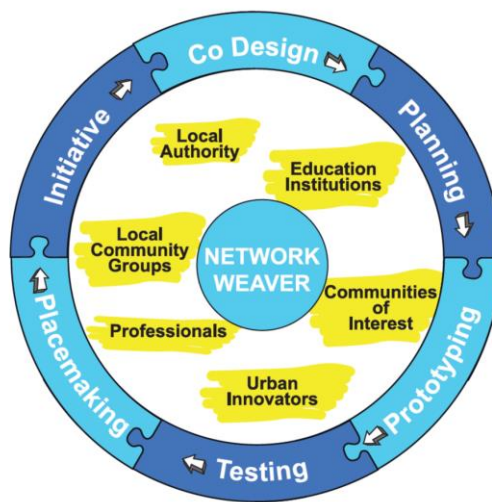 Co Design
Planning
Prototyping
Testing
Placemaking
Initiative
Local
Authority
Education
Institutions
Local
Community
Groups
NETWORK
WEAVER
Communities
of
Interest
Professionals
Urban
Innovators